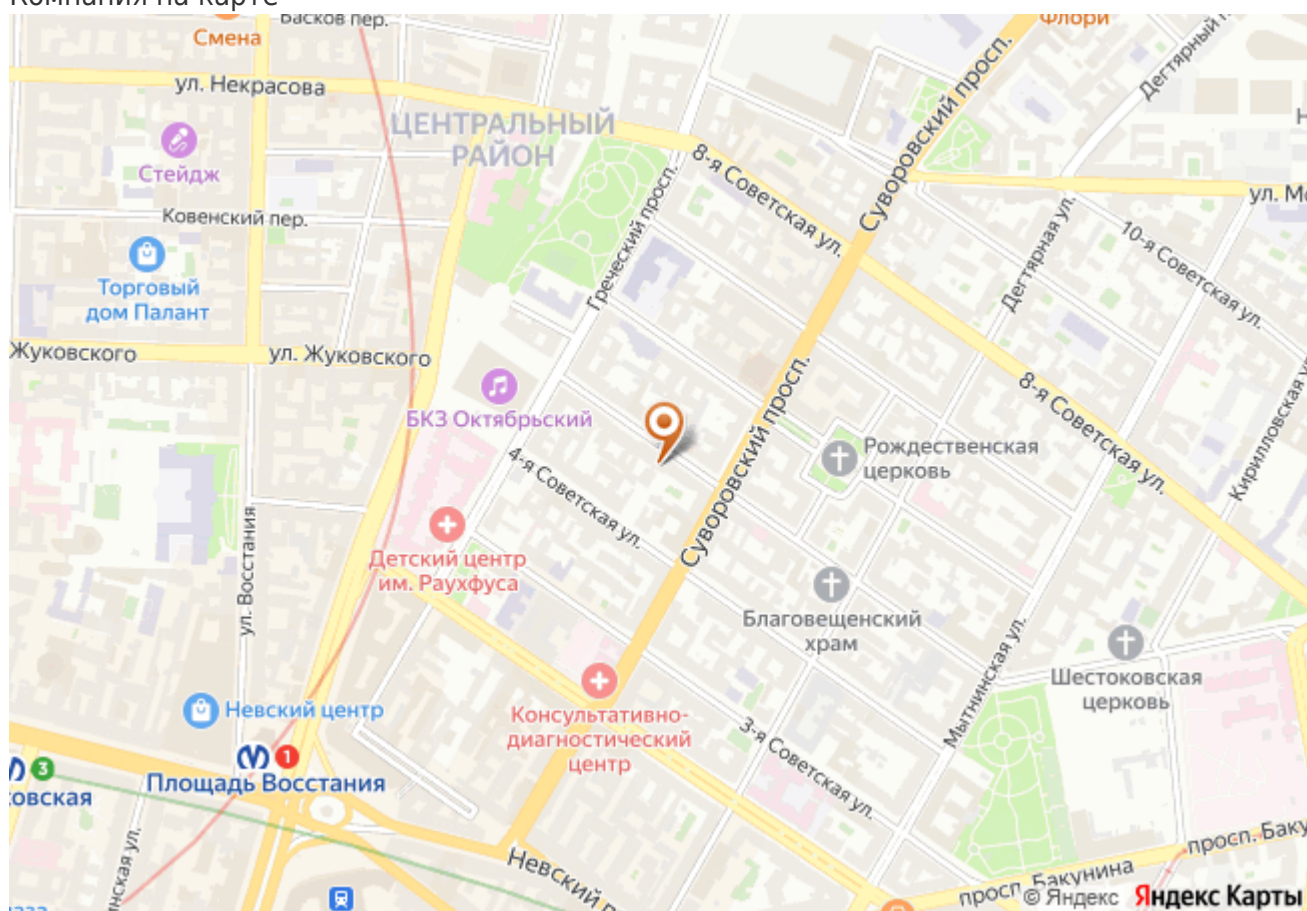 Компания на карте
Басков пер.
Смена
Флори
ул. Некрасова
Дегтярный
ЦЕНТРАЛЬНЫЙ
РАЙОН
Суворовский просп.
Стейдж
8-я Советская ул.
Ковенский пер.
Греческий просп.
ул. М
Дегтярная ул.
10-я Советская ул.
Торговый
дом Палант
Жуковского
ул. Жуковского
БКЗ Октябрьский
8-я Советская ул.
Кирилловская
Рождественская
церковь
4-я Советская ул.
Суворовский просп.
Детский центр
им. Раухфуса
ул. Восстания
Благовещенский
храм
Мытнинская ул.
Шестоковская
церковь
Невский центр
Консультативно-
диагностический
центр
3-я Советская ул.
1
Площадь Восстания
3
овская
инская ул.
Невский п
просп. Бакунина
просп. Баку
© Яндекс Яндекс Карты